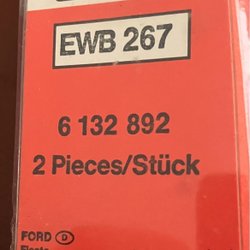 EWB 267
6 132 892
2 Pieces/Stück
FORD D